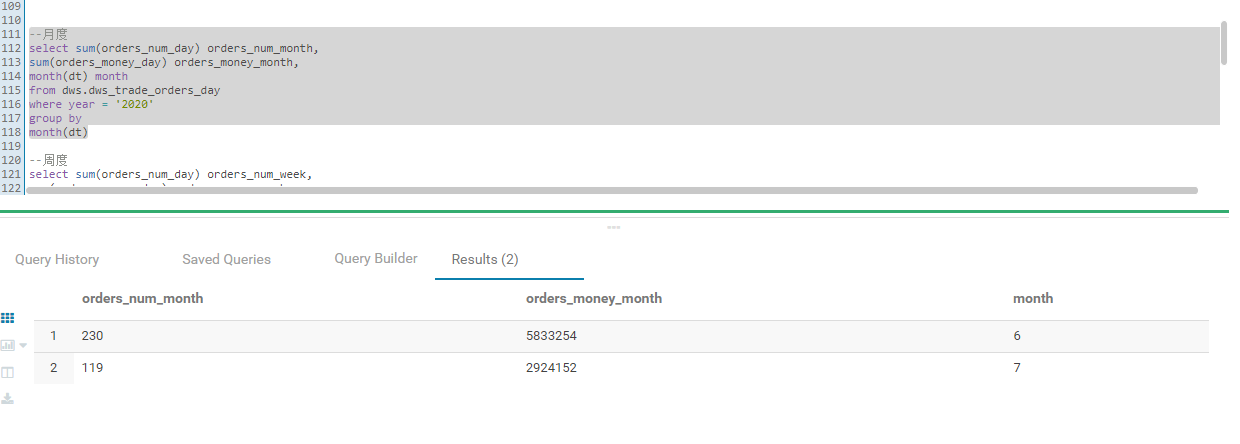 109
110
111 --月度
112 select sum(orders_num_day) orders_num_month,
113 sum(orders_money_day) orders_money_month,
114 month(dt) month
115 from dws.dws_trade_orders_day
116 where year = '2020'
117 group by
118 month(dt)
119
120 --周度
121 select sum(orders_num_day) orders_num_week,
122
Query History Saved Queries Query Builder Results (2)
orders_num_month orders_money_month month
1 230 5833254 6
2 119 2924152 7